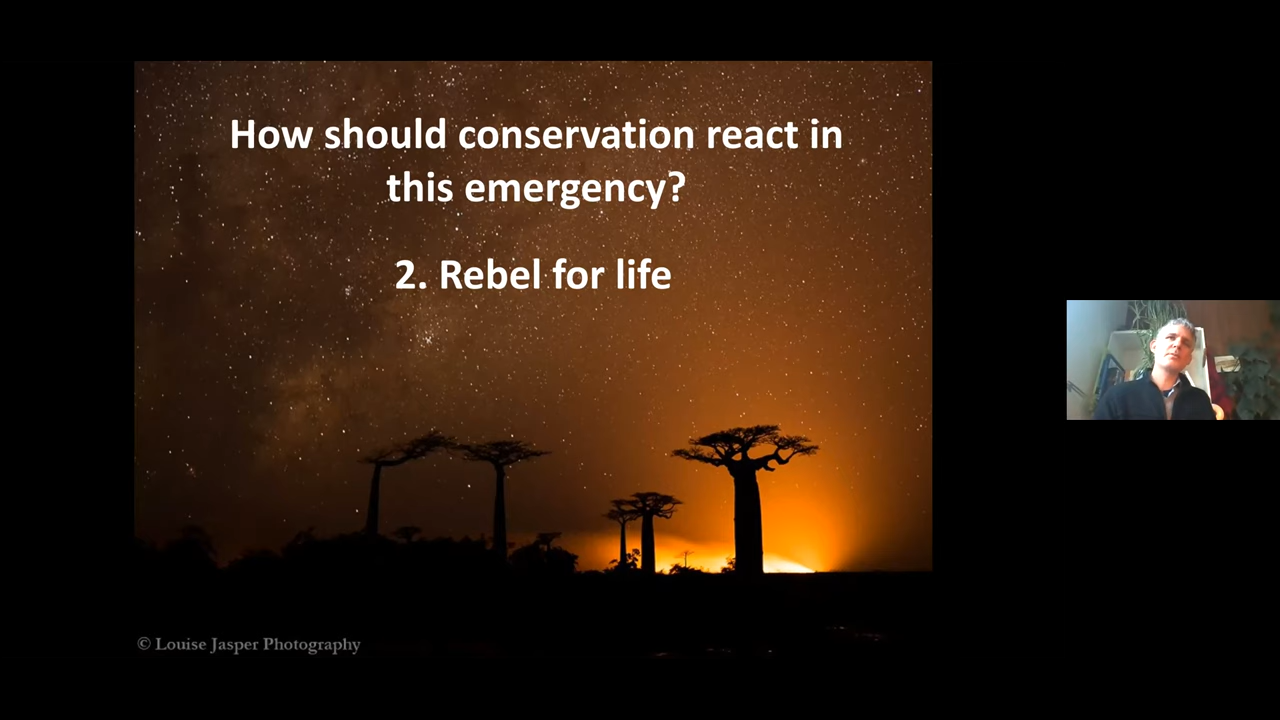 How should conservation react in
this emergency?
2. Rebel for life
© Louise Jasper Photography